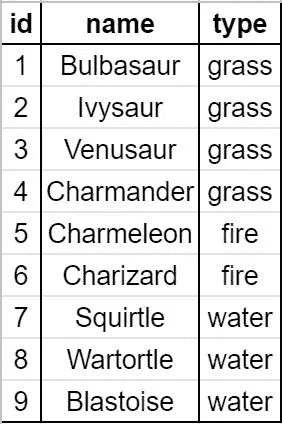 id name type
1 Bulbasaur grass
2 Ivysaur grass
3 Venusaur grass
4 Charmander grass
5 Charmeleon fire
6 Charizard fire
7 Squirtle water
8 Wartortle water
9 Blastoise water